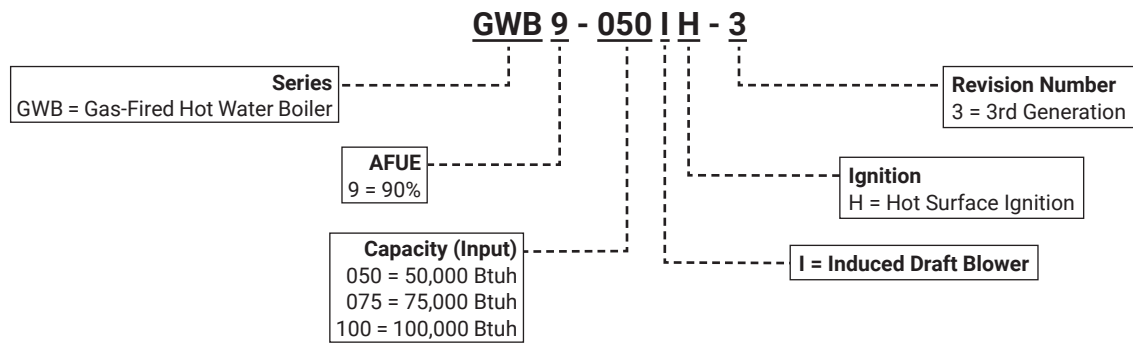 GWB 9 - 050 I H - 3
Series
GWB = Gas-Fired Hot Water Boiler
Revision Number
3 = 3rd Generation
AFUE
9 = 90%
Ignition
H = Hot Surface Ignition
Capacity (Input)
050 = 50,000 Btuh
075 = 75,000 Btuh
100 = 100,000 Btuh
I = Induced Draft Blower